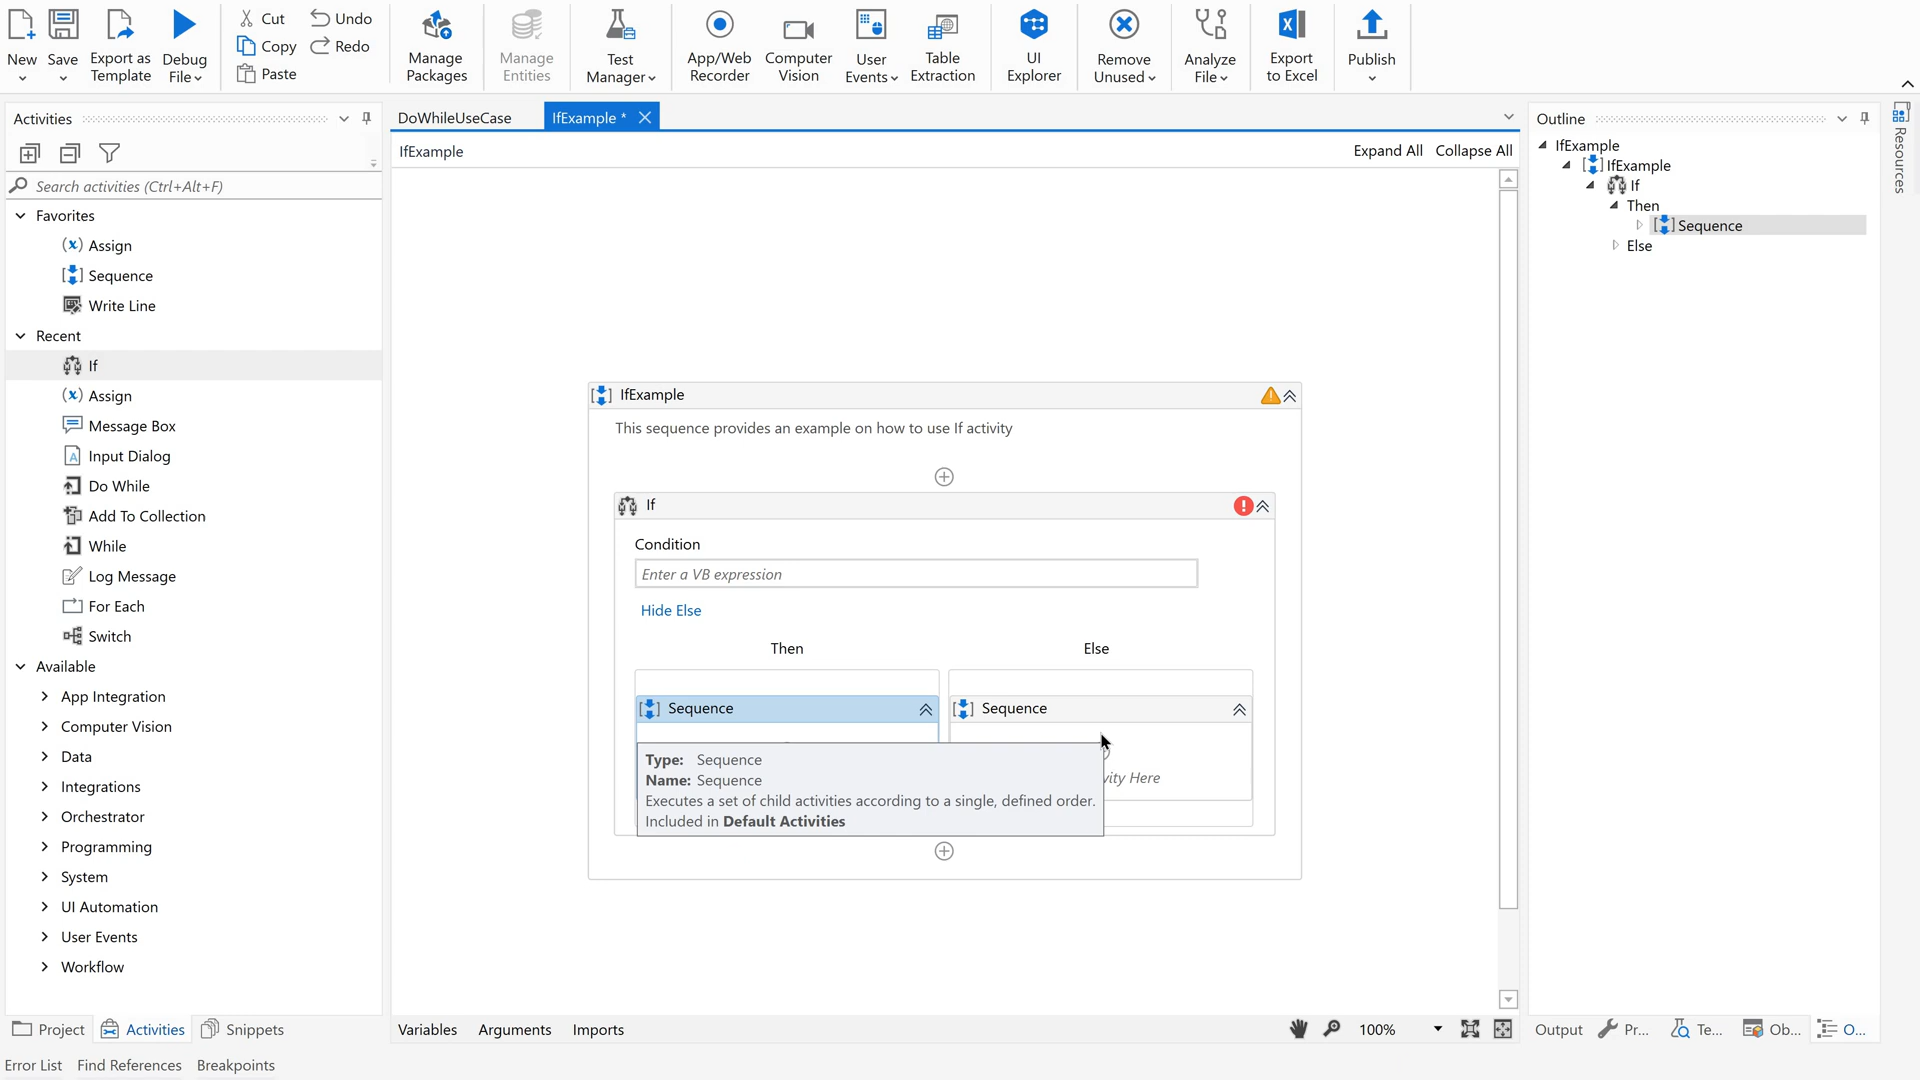 New
Save
Export as
Template
Debug
File
Cut
Copy
Paste
Undo
Redo
Manage
Packages
Manage
Entities
Test
Manager
App/Web
Recorder
Computer
Vision
User
Events
Table
Extraction
UI
Explorer
Remove
Unused
Analyze
File
Export
to Excel
Publish
Activities
Search activities (Ctrl+Alt+F)
Favorites
Assign
Sequence
Write Line
Recent
If
Assign
Message Box
Input Dialog
Do While
Add To Collection
While
Log Message
For Each
Switch
Available
App Integration
Computer Vision
Data
Integrations
Orchestrator
Programming
System
UI Automation
User Events
Workflow
Project
Activities
Snippets
Error List
Find References
Breakpoints
DoWhileUseCase
IfExample *
IfExample
Expand All
Collapse All
IfExample
This sequence provides an example on how to use If activity
If
Condition
Enter a VB expression
Hide Else
Then
Else
Sequence
Sequence
Type: Sequence
Name: Sequence
Executes a set of child activities according to a single, defined order.
Included in Default Activities
vity Here
Variables
Arguments
Imports
100%
Outline
IfExample
IfExample
If
Then
Sequence
Else
Output
Pr...
Te...
Ob...
O...
Resources